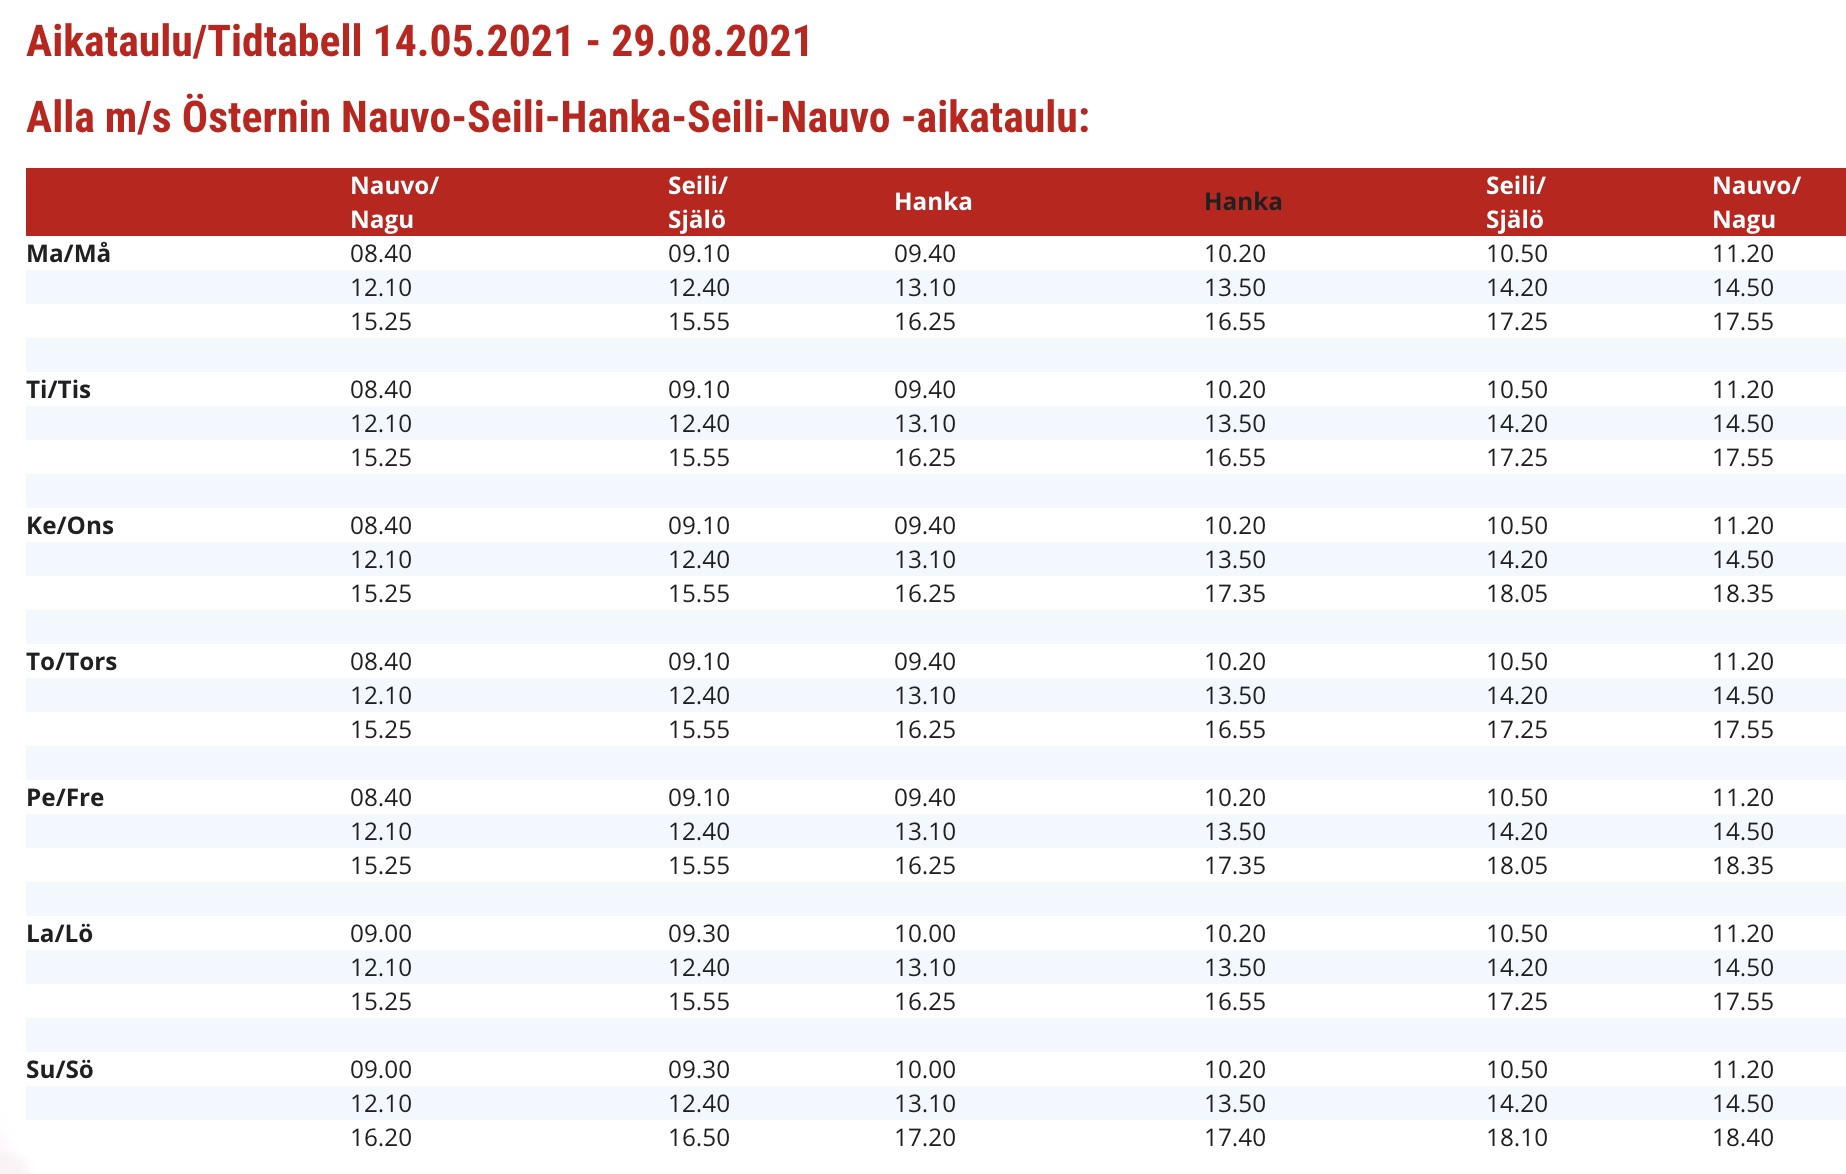 Aikataulu/Tidtabell 14.05.2021 - 29.08.2021
Alla m/s Östernin Nauvo-Seili-Hanka-Seili-Nauvo -aikataulu:
Nauvo/ Nagu Seili/ Själö Hanka Hanka Seili/ Själö Nauvo/ Nagu
Ma/Må 08.40 09.10 09.40 10.20 10.50 11.20
12.10 12.40 13.10 13.50 14.20 14.50
15.25 15.55 16.25 16.55 17.25 17.55
Ti/Tis 08.40 09.10 09.40 10.20 10.50 11.20
12.10 12.40 13.10 13.50 14.20 14.50
15.25 15.55 16.25 16.55 17.25 17.55
Ke/Ons 08.40 09.10 09.40 10.20 10.50 11.20
12.10 12.40 13.10 13.50 14.20 14.50
15.25 15.55 16.25 17.35 18.05 18.35
To/Tors 08.40 09.10 09.40 10.20 10.50 11.20
12.10 12.40 13.10 13.50 14.20 14.50
15.25 15.55 16.25 16.55 17.25 17.55
Pe/Fre 08.40 09.10 09.40 10.20 10.50 11.20
12.10 12.40 13.10 13.50 14.20 14.50
15.25 15.55 16.25 17.35 18.05 18.35
La/Lö 09.00 09.30 10.00 10.20 10.50 11.20
12.10 12.40 13.10 13.50 14.20 14.50
15.25 15.55 16.25 16.55 17.25 17.55
Su/Sö 09.00 09.30 10.00 10.20 10.50 11.20
12.10 12.40 13.10 13.50 14.20 14.50
16.20 16.50 17.20 17.40 18.10 18.40